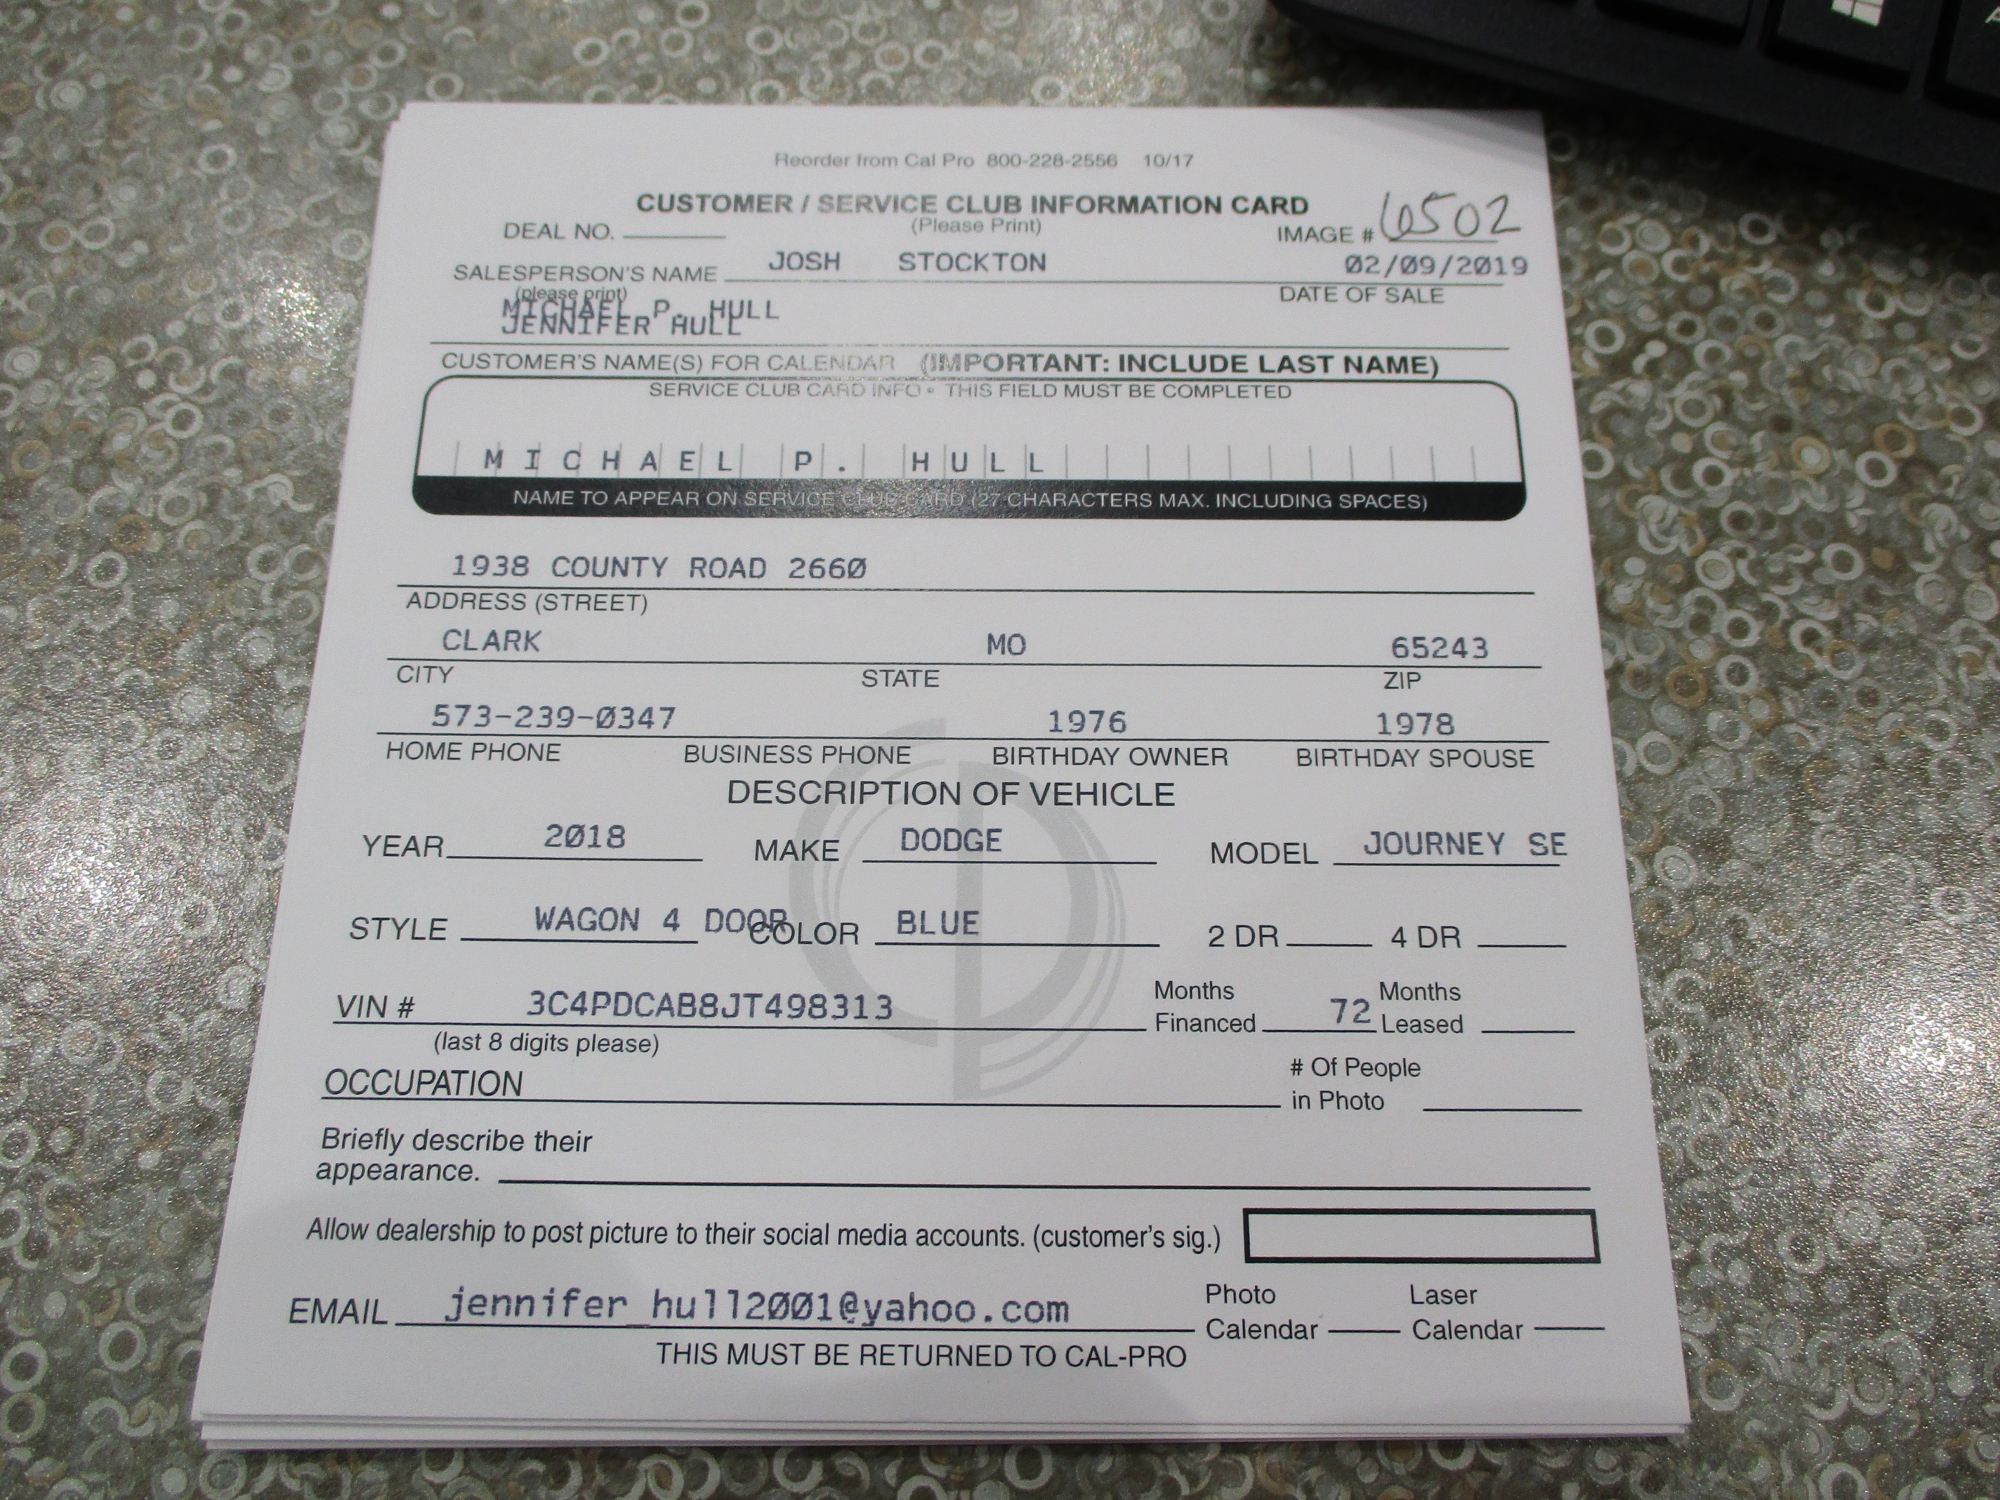 Reorder from Cal Pro 800-228-2556 10/17
CUSTOMER / SERVICE CLUB INFORMATION CARD
(Please Print)
DEAL NO.
IMAGE # 6502
SALESPERSON'S NAME JOSH STOCKTON 02/09/2019
(please print)
DATE OF SALE
MICHAEL P. HULL
JENNIFER HULL
CUSTOMER'S NAME(S) FOR CALENDAR (IMPORTANT: INCLUDE LAST NAME)
SERVICE CLUB CARD INFO • THIS FIELD MUST BE COMPLETED
MICHAEL P. HULL
NAME TO APPEAR ON SERVICE CLUB CARD (27 CHARACTERS MAX. INCLUDING SPACES)
1938 COUNTY ROAD 2660
ADDRESS (STREET)
CLARK MO 65243
CITY STATE ZIP
573-239-0347 1976 1978
HOME PHONE BUSINESS PHONE BIRTHDAY OWNER BIRTHDAY SPOUSE
DESCRIPTION OF VEHICLE
YEAR 2018 MAKE DODGE MODEL JOURNEY SE
STYLE WAGON 4 DOOR COLOR BLUE 2 DR 4 DR
VIN # 3C4PDCAB8JT498313 Months Financed 72 Months Leased
(last 8 digits please)
OCCUPATION # Of People in Photo
Briefly describe their
appearance.
Allow dealership to post picture to their social media accounts. (customer's sig.)
EMAIL jennifer_hull2001@yahoo.com Photo Calendar Laser Calendar
THIS MUST BE RETURNED TO CAL-PRO